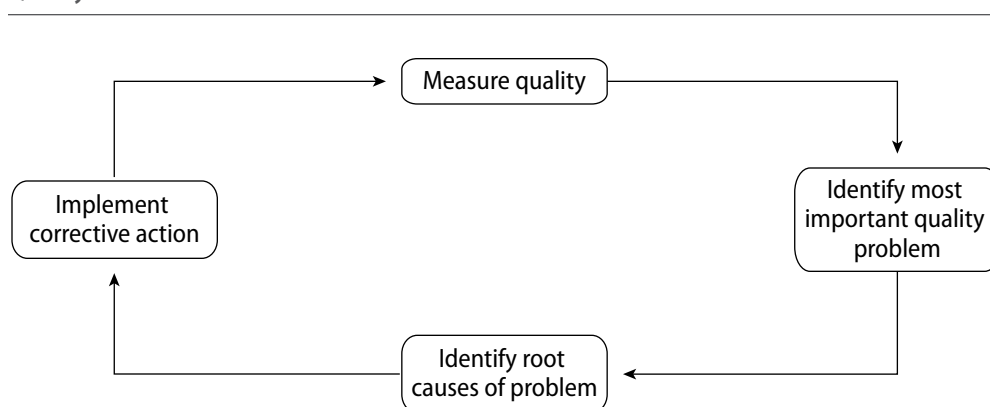 Measure quality
Identify most
important quality
problem
Identify root
causes of problem
Implement
corrective action